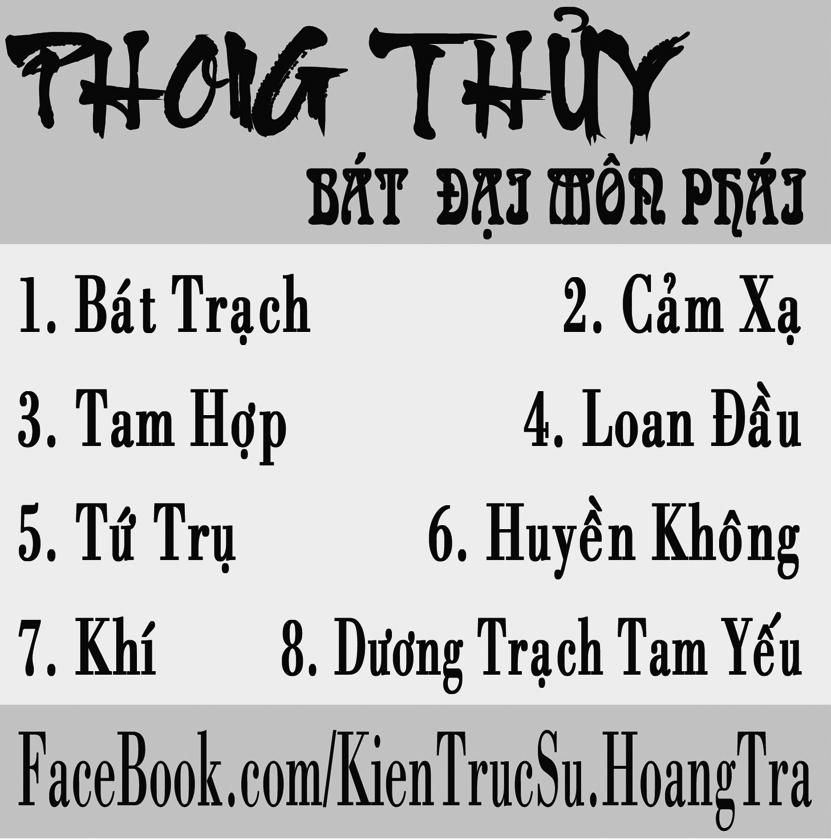 PHONG THỦY
BÁT ĐẠI MÔN PHÁI
1. Bát Trạch 2. Cảm Xạ
3. Tam Hợp 4. Loan Đầu
5. Tứ Trụ 6. Huyền Không
7. Khí 8. Dương Trạch Tam Yếu
FaceBook.com/KienTrucSu.HoangTra